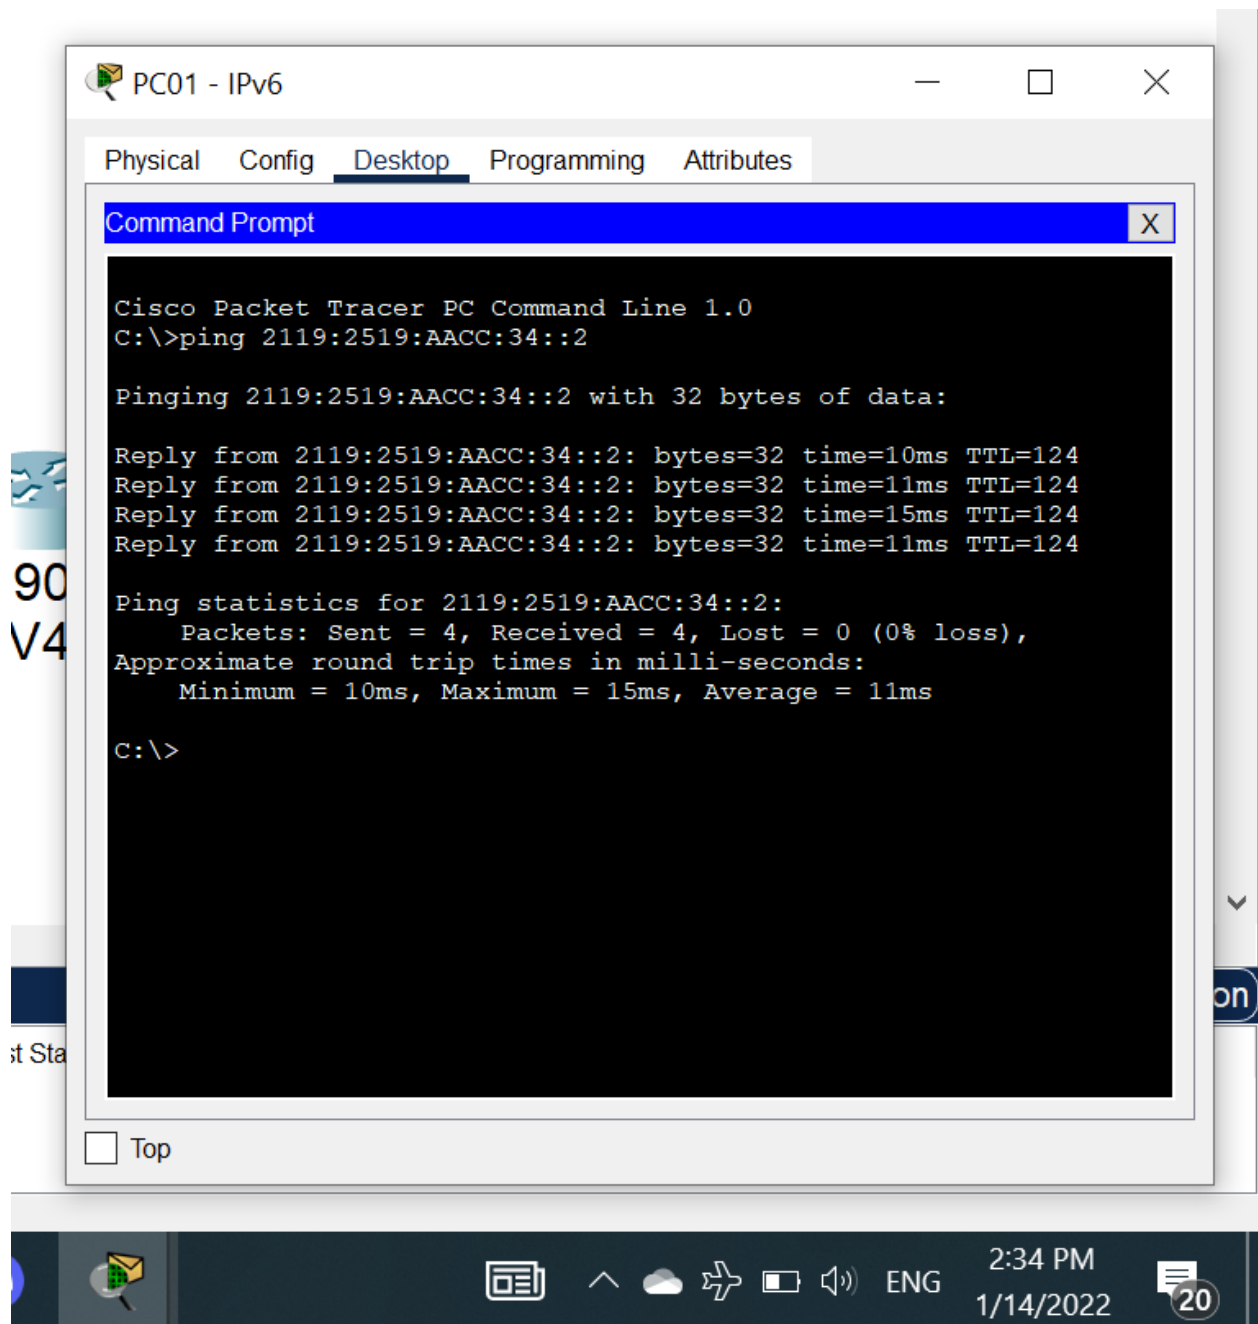 PC01 - IPv6
Physical Config Desktop Programming Attributes
Command Prompt
X
Cisco Packet Tracer PC Command Line 1.0
C:\>ping 2119:2519:AACC:34::2
Pinging 2119:2519:AACC:34::2 with 32 bytes of data:
Reply from 2119:2519:AACC:34::2: bytes=32 time=10ms TTL=124
Reply from 2119:2519:AACC:34::2: bytes=32 time=11ms TTL=124
Reply from 2119:2519:AACC:34::2: bytes=32 time=15ms TTL=124
Reply from 2119:2519:AACC:34::2: bytes=32 time=11ms TTL=124
Ping statistics for 2119:2519:AACC:34::2:
Packets: Sent = 4, Received = 4, Lost = 0 (0% loss),
Approximate round trip times in milli-seconds:
Minimum = 10ms, Maximum = 15ms, Average = 11ms
C:\>
90
V4
on
st Sta
Top
ENG
2:34 PM
1/14/2022
20